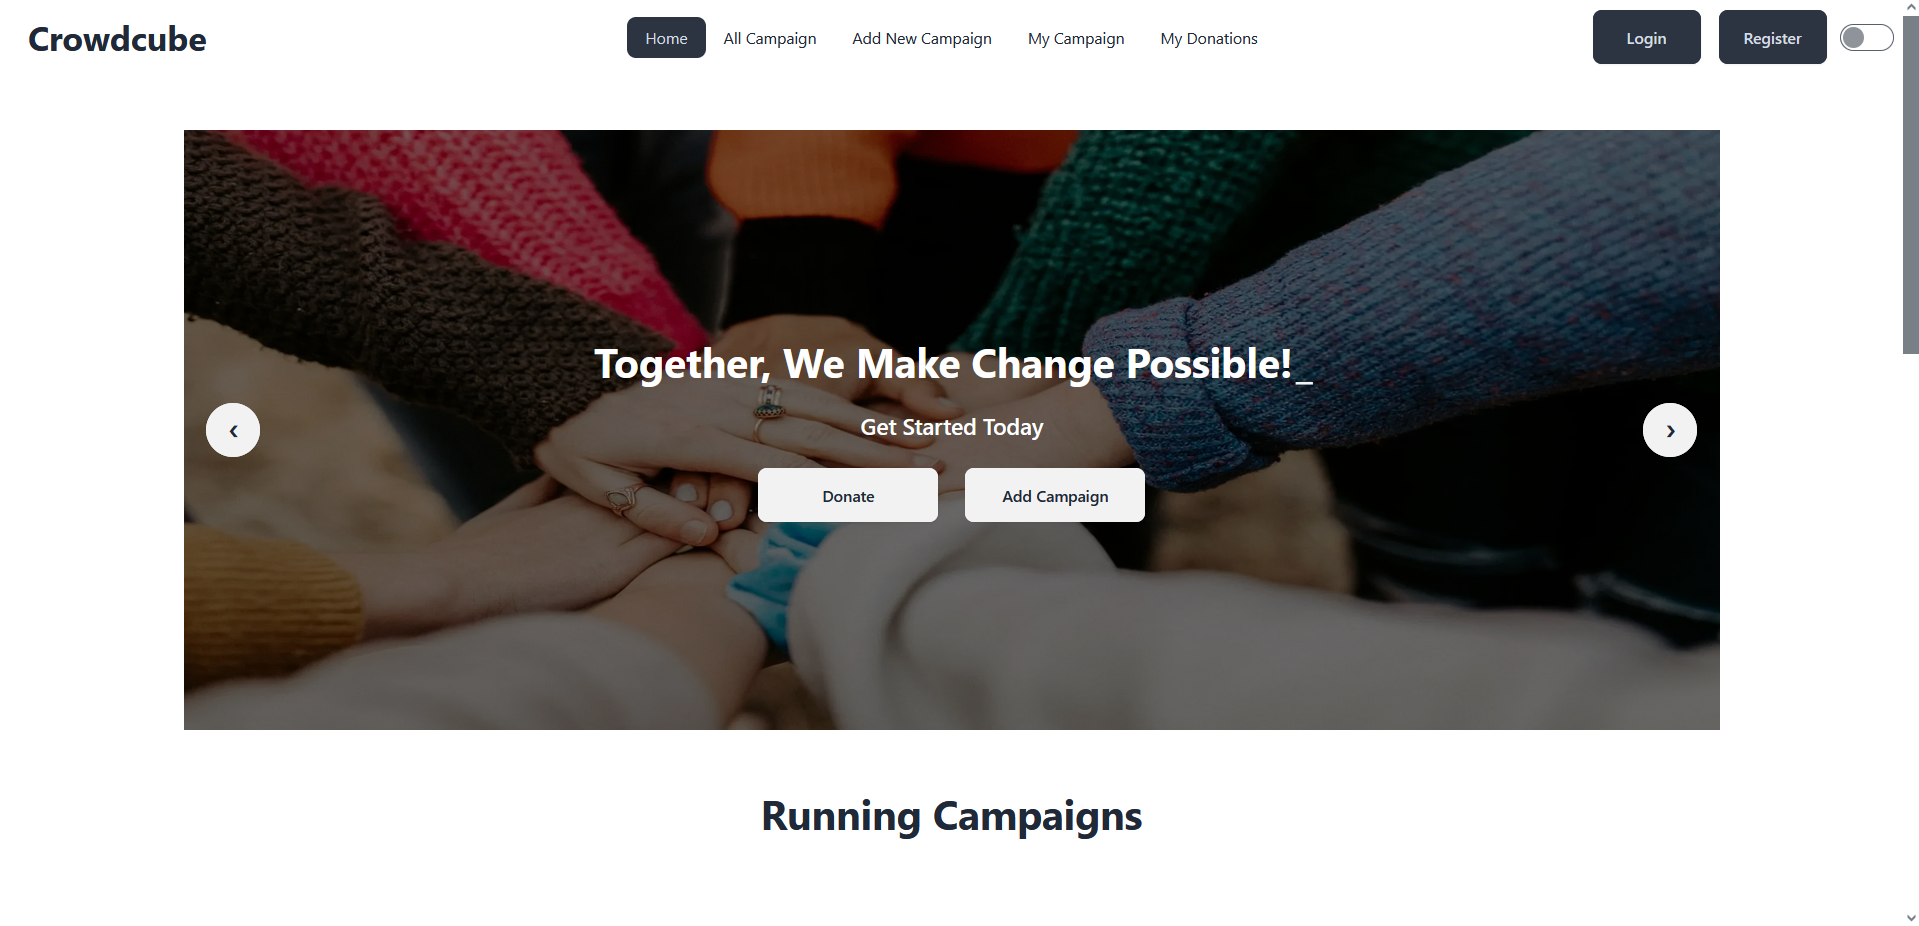 Crowdcube
Home
All Campaign
Add New Campaign
My Campaign
My Donations
Login
Register
Together, We Make Change Possible!_
Get Started Today
‹
›
Donate
Add Campaign
Running Campaigns